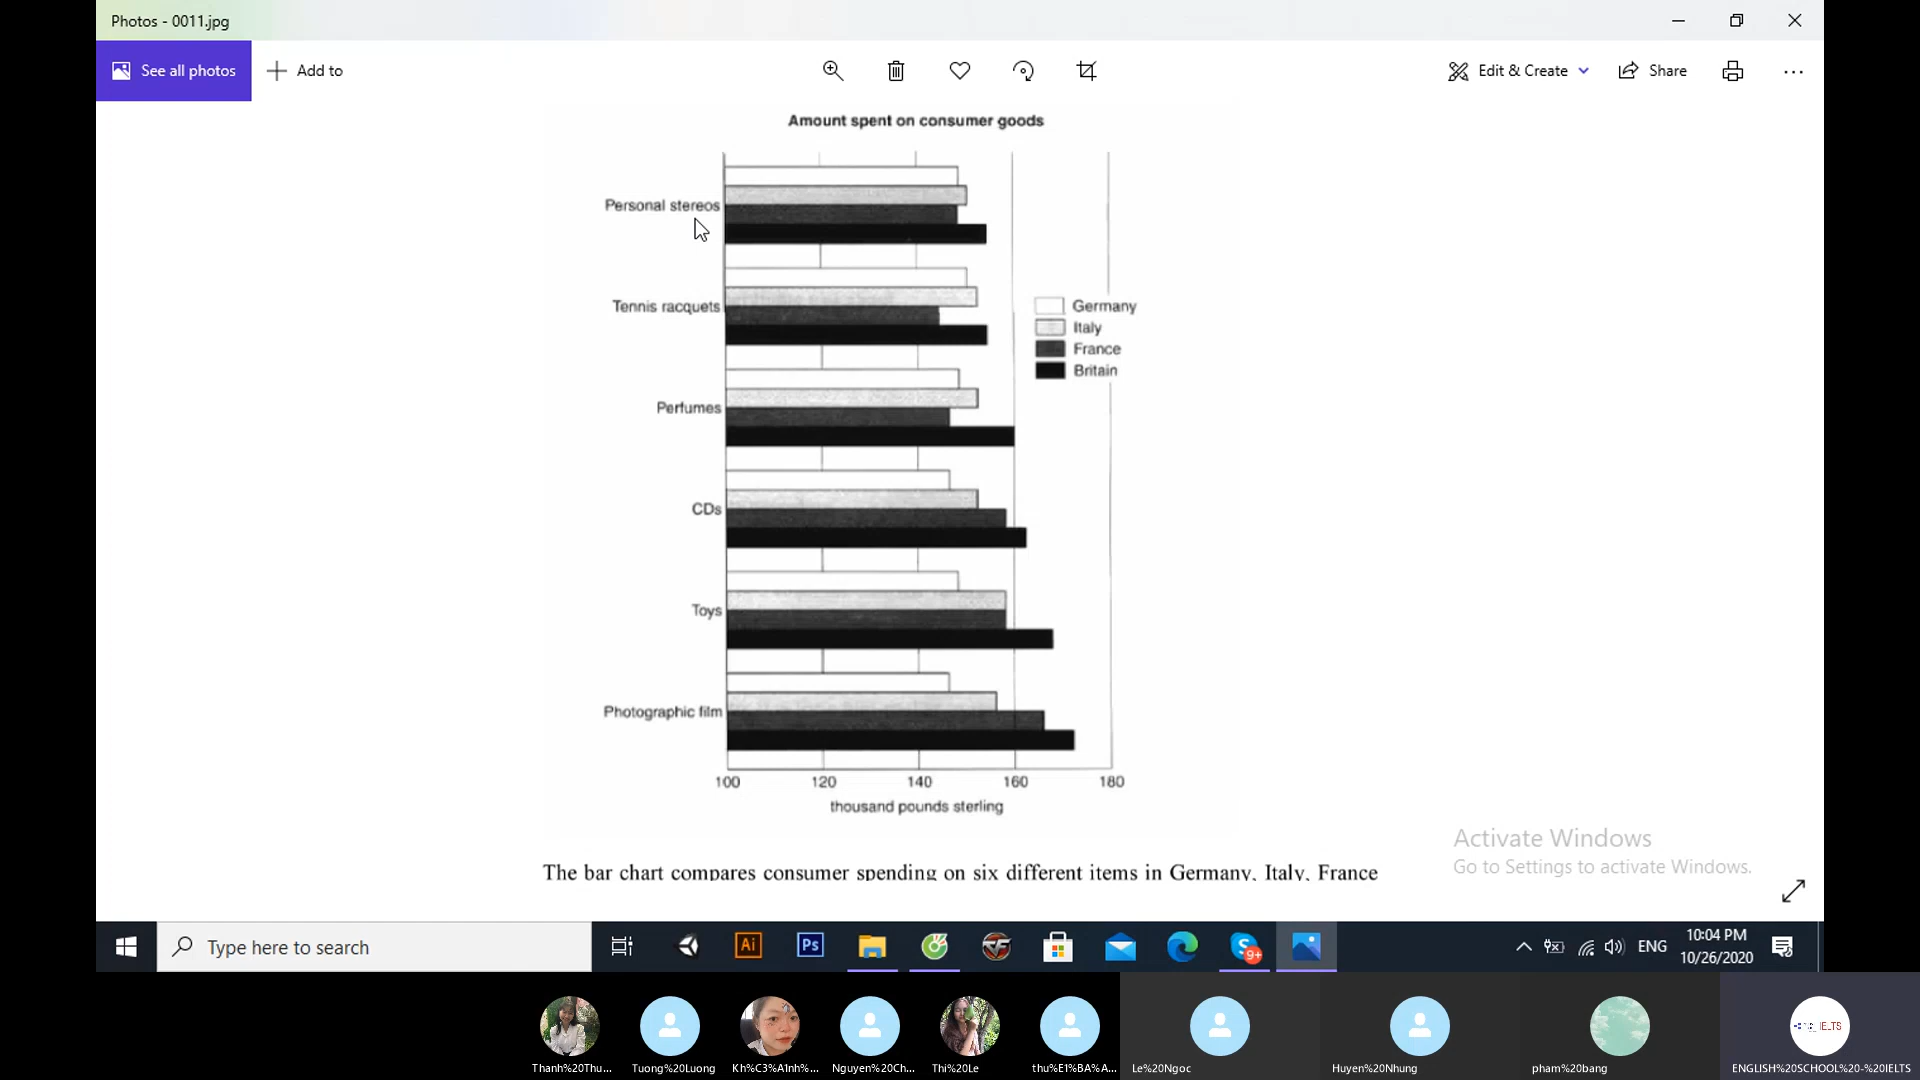 Photos - 0011.jpg
See all photos
Add to
Edit & Create
Share
Amount spent on consumer goods
Personal stereos
Tennis racquets
Germany
Italy
France
Britain
Perfumes
CDs
Toys
Photographic film
100 120 140 160 180
thousand pounds sterling
The bar chart compares consumer spending on six different items in Germany, Italy, France
Activate Windows
Go to Settings to activate Windows.
Type here to search
Ai
Ps
9+
ENG
10:04 PM
10/26/2020
Thanh%20Thu...
Tuong%20Luong
Kh%C3%A1nh%...
Nguyen%20Ch...
Thi%20Le
thu%E1%BA%A...
Le%20Ngoc
Huyen%20Nhung
pham%20bang
IELTS
ENGLISH%20SCHOOL%20-%20IELTS